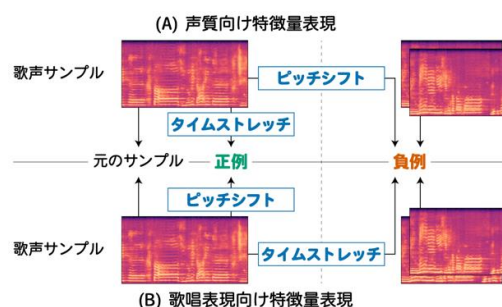 (A) 声質向け特徴量表現
歌声サンプル
ピッチシフト
タイムストレッチ
元のサンプル 正例 負例
ピッチシフト
歌声サンプル
タイムストレッチ
(B) 歌唱表現向け特徴量表現